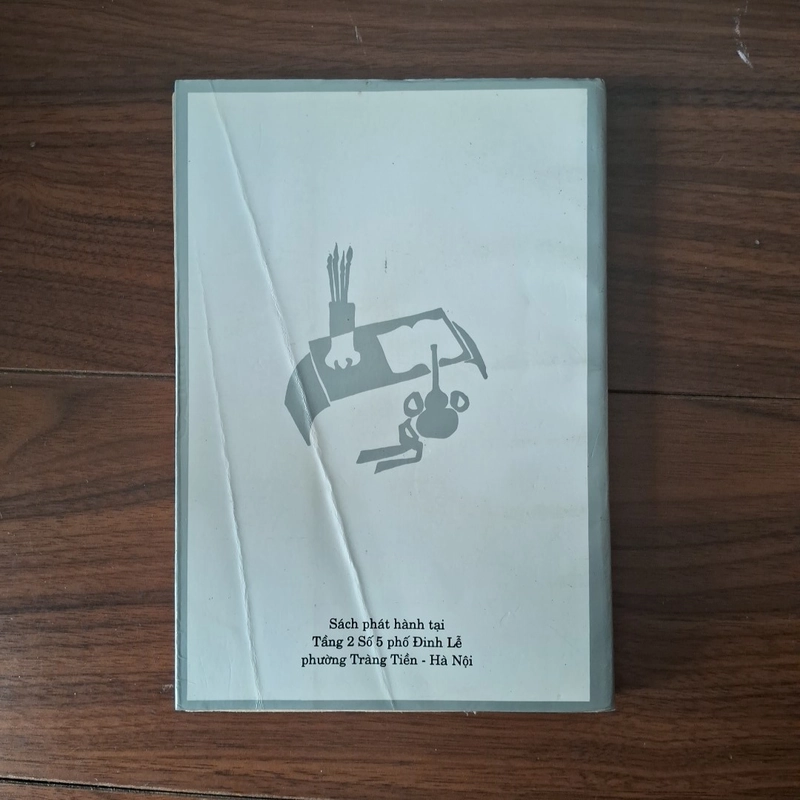 Sách phát hành tại
Tầng 2 Số 5 phố Đinh Lễ
phường Tràng Tiền - Hà Nội